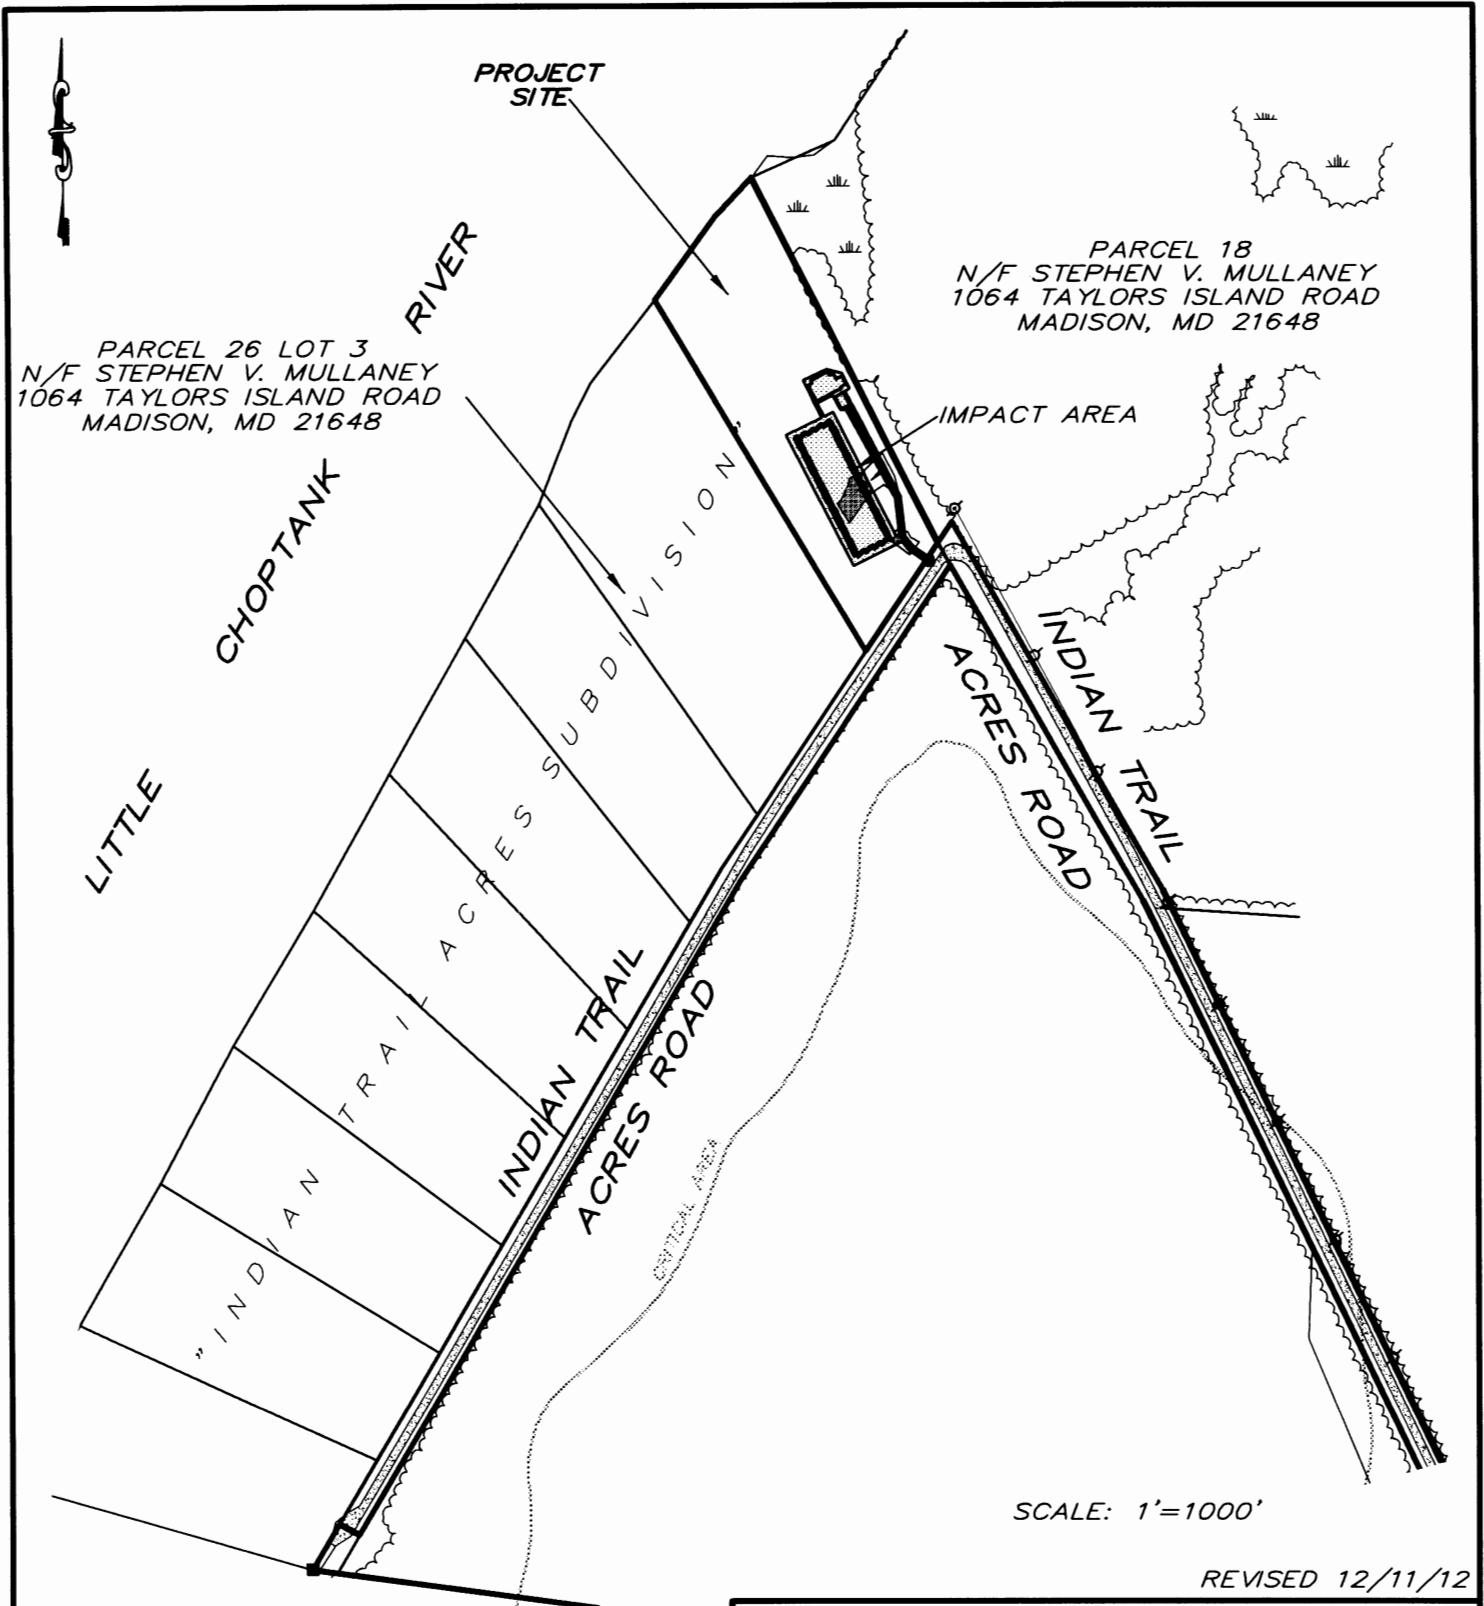 PROJECT
SITE
PARCEL 18
N/F STEPHEN V. MULLANEY
1064 TAYLORS ISLAND ROAD
MADISON, MD 21648
PARCEL 26 LOT 3
N/F STEPHEN V. MULLANEY
1064 TAYLORS ISLAND ROAD
MADISON, MD 21648
IMPACT AREA
LITTLE CHOPTANK RIVER
"INDIAN TRAIL ACRES SUBDIVISION"
INDIAN TRAIL
ACRES ROAD
INDIAN TRAIL
ACRES ROAD
CRITICAL AREA
SCALE: 1'=1000'
REVISED 12/11/12